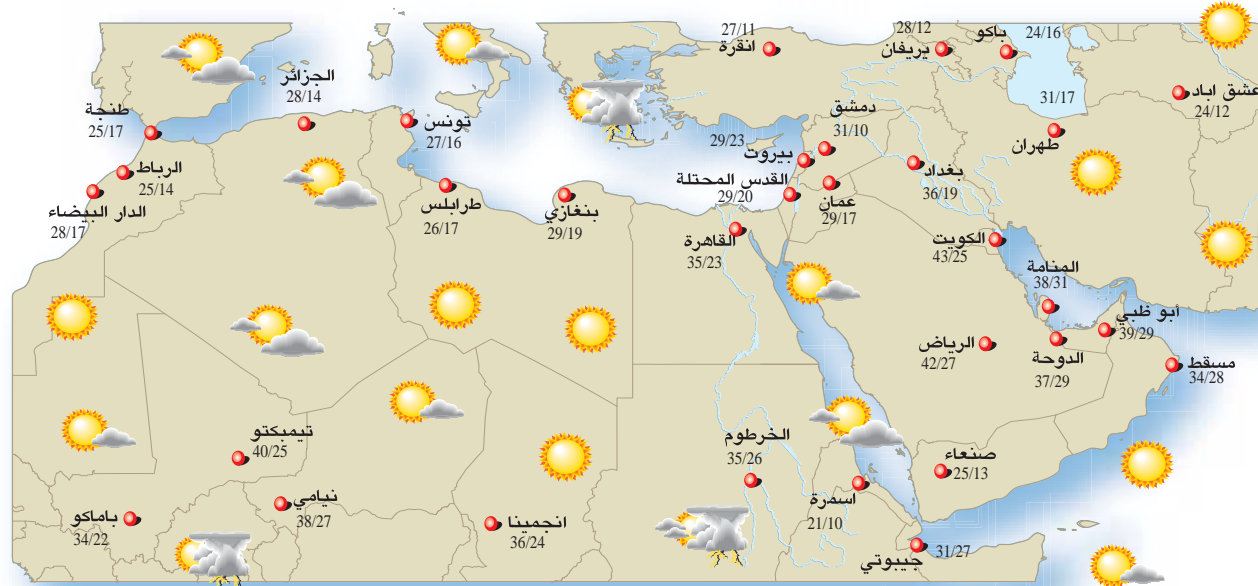 27/11
انقرة
28/12
يريفان
باكو
24/16
عشق اباد
24/12
31/17
طهران
الجزائر
28/14
طنجة
25/17
تونس
27/16
دمشق
31/10
29/23
بيروت
بغداد
36/19
الرباط
25/14
القدس المحتلة
29/20
عمان
29/17
الدار البيضاء
28/17
طرابلس
26/17
بنغازي
29/19
القاهرة
35/23
الكويت
43/25
المنامة
38/31
أبو ظبي
39/29
الرياض
42/27
الدوحة
37/29
مسقط
34/28
تيمبكتو
40/25
الخرطوم
35/26
صنعاء
25/13
نيامي
38/27
باماكو
34/22
انجمينا
36/24
اسمرة
21/10
جيبوتي
31/27